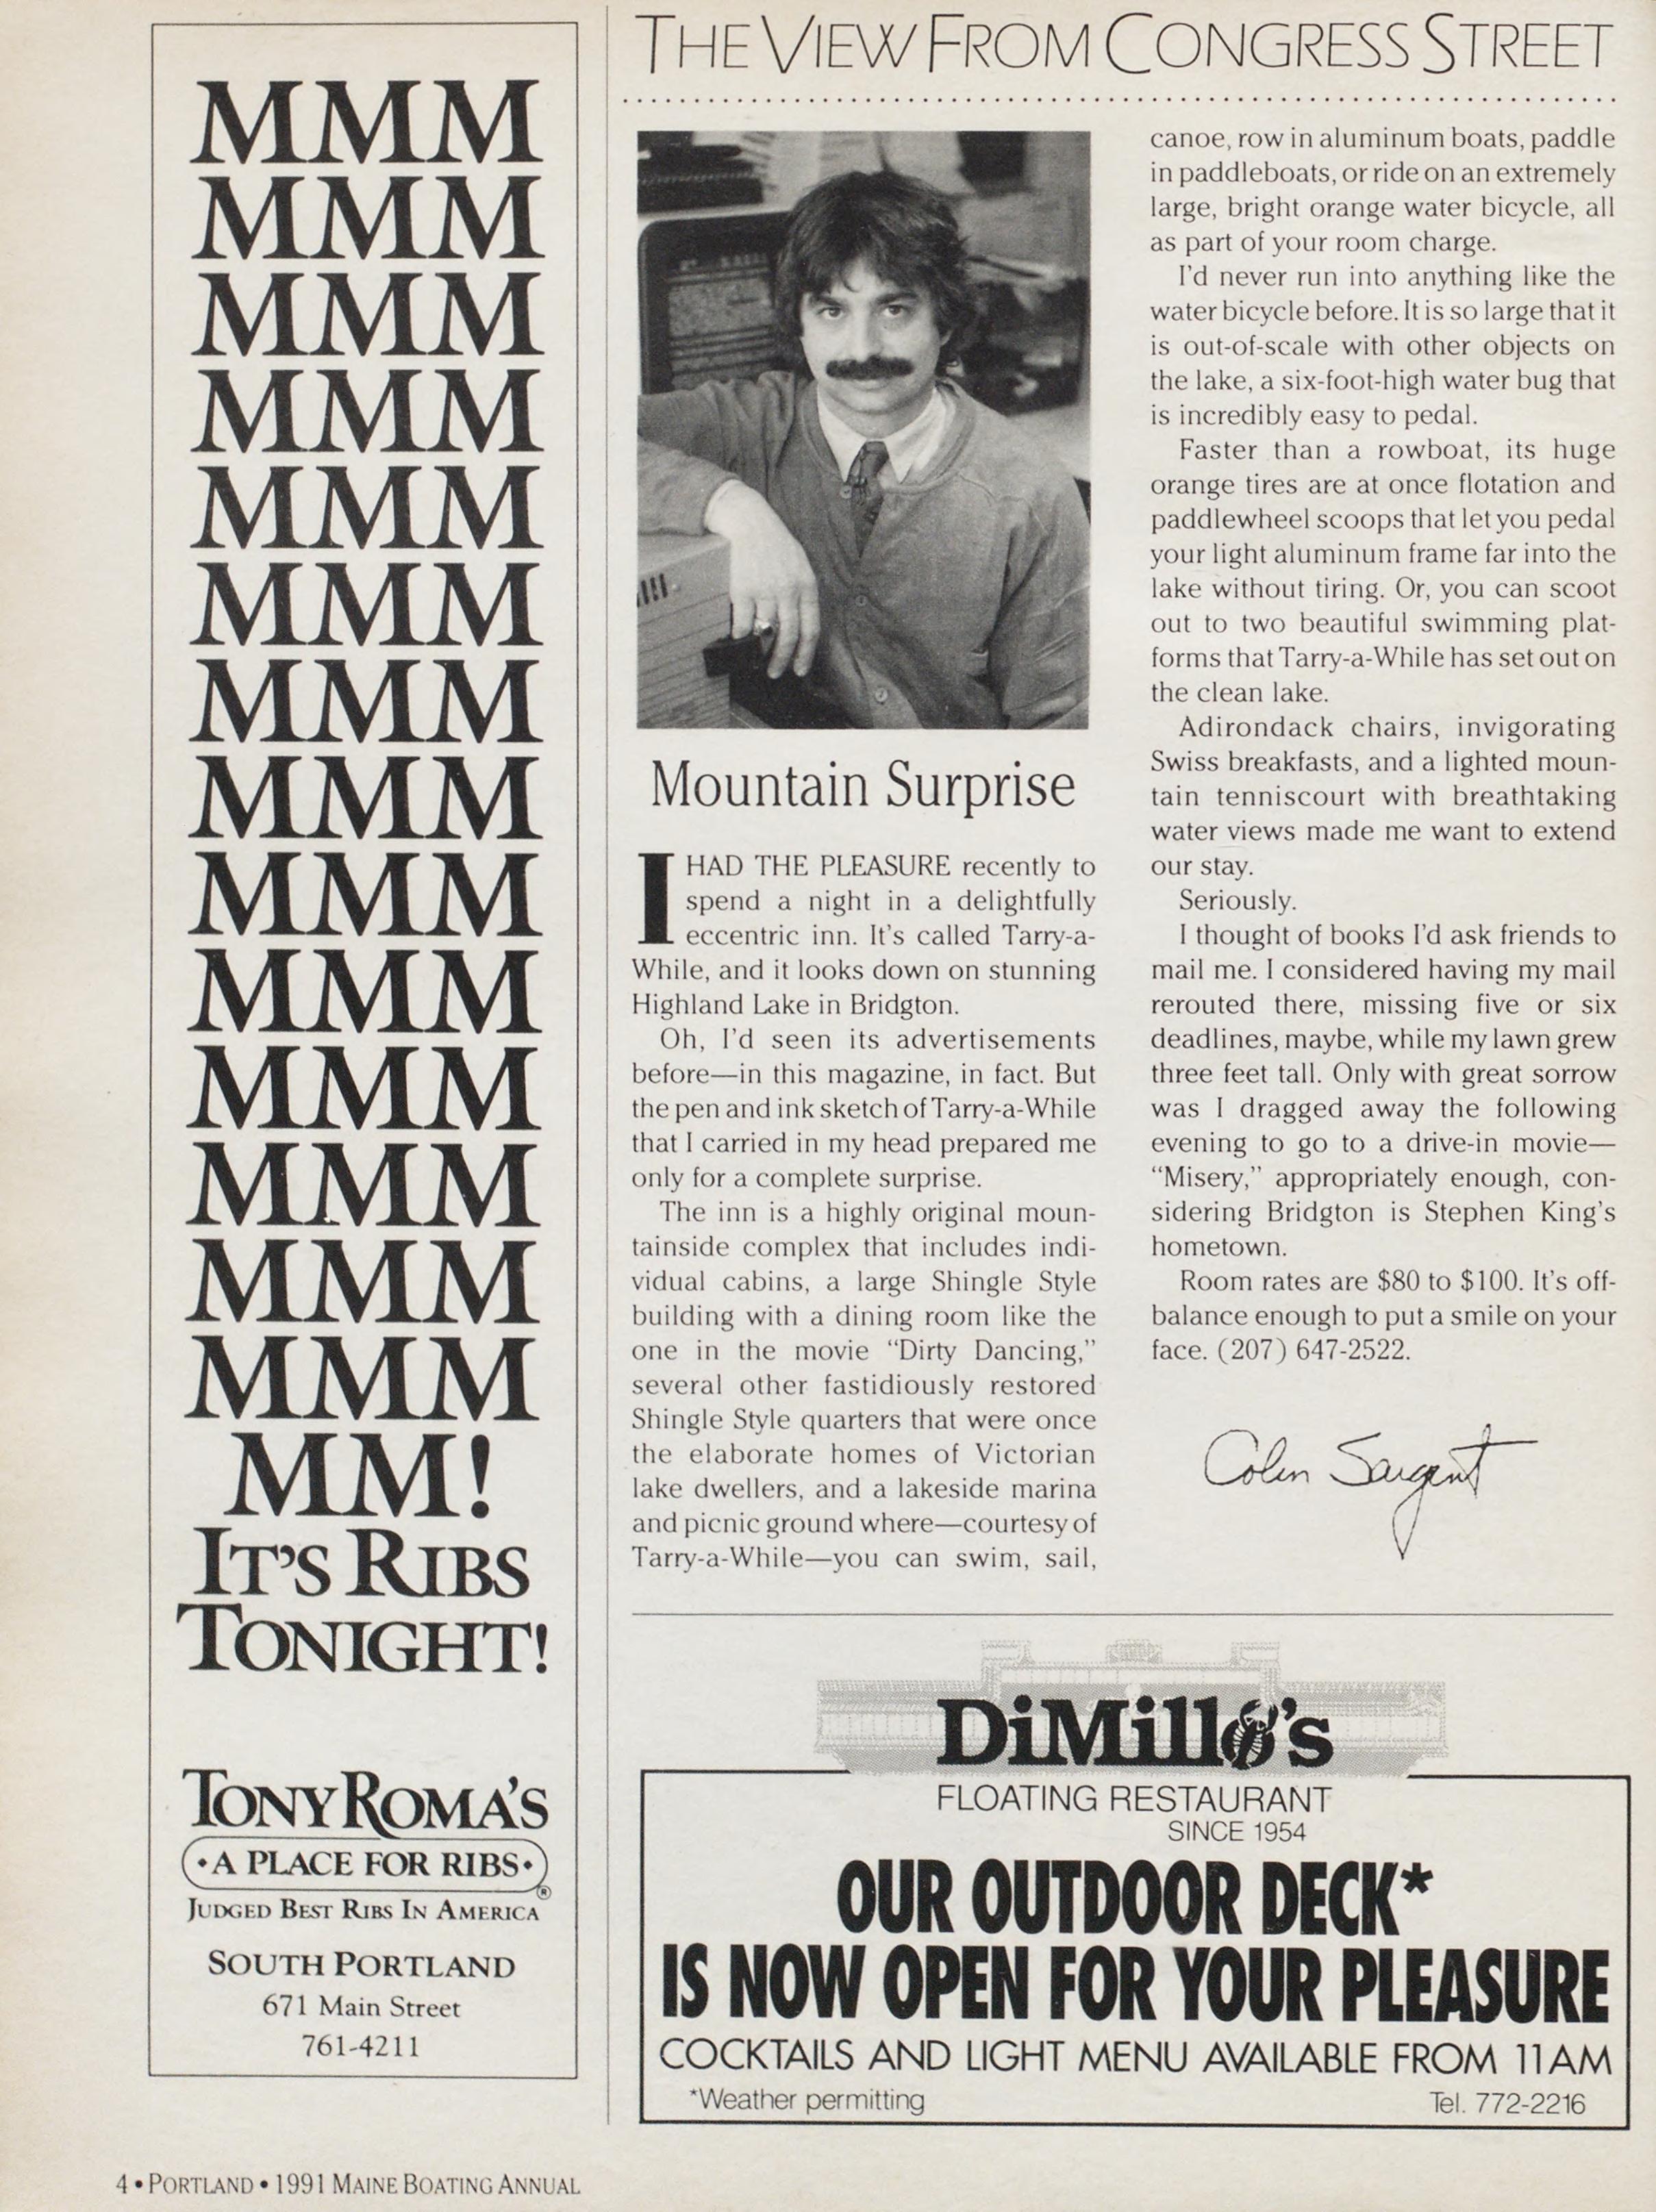 MMM
MMM
MMM
MMM
MMM
MMM
MMM
MMM
MMM
MMM
MMM
MMM
MMM
MMM
MM!
IT'S RIBS
TONIGHT!
TONY ROMA'S
•A PLACE FOR RIBS•
®
JUDGED BEST RIBS IN AMERICA
SOUTH PORTLAND
671 Main Street
761-4211
THE VIEW FROM CONGRESS STREET
Mountain Surprise
I HAD THE PLEASURE recently to
spend a night in a delightfully
eccentric inn. It's called Tarry-a-
While, and it looks down on stunning
Highland Lake in Bridgton.
Oh, I'd seen its advertisements
before—in this magazine, in fact. But
the pen and ink sketch of Tarry-a-While
that I carried in my head prepared me
only for a complete surprise.
The inn is a highly original moun-
tainside complex that includes indi-
vidual cabins, a large Shingle Style
building with a dining room like the
one in the movie “Dirty Dancing,”
several other fastidiously restored
Shingle Style quarters that were once
the elaborate homes of Victorian
lake dwellers, and a lakeside marina
and picnic ground where—courtesy of
Tarry-a-While—you can swim, sail,
canoe, row in aluminum boats, paddle
in paddleboats, or ride on an extremely
large, bright orange water bicycle, all
as part of your room charge.
I'd never run into anything like the
water bicycle before. It is so large that it
is out-of-scale with other objects on
the lake, a six-foot-high water bug that
is incredibly easy to pedal.
Faster than a rowboat, its huge
orange tires are at once flotation and
paddlewheel scoops that let you pedal
your light aluminum frame far into the
lake without tiring. Or, you can scoot
out to two beautiful swimming plat-
forms that Tarry-a-While has set out on
the clean lake.
Adirondack chairs, invigorating
Swiss breakfasts, and a lighted moun-
tain tenniscourt with breathtaking
water views made me want to extend
our stay.
Seriously.
I thought of books I'd ask friends to
mail me. I considered having my mail
rerouted there, missing five or six
deadlines, maybe, while my lawn grew
three feet tall. Only with great sorrow
was I dragged away the following
evening to go to a drive-in movie—
“Misery,” appropriately enough, con-
sidering Bridgton is Stephen King's
hometown.
Room rates are $80 to $100. It's off-
balance enough to put a smile on your
face. (207) 647-2522.
Colin Sargent
DiMillo's
FLOATING RESTAURANT
SINCE 1954
OUR OUTDOOR DECK*
IS NOW OPEN FOR YOUR PLEASURE
COCKTAILS AND LIGHT MENU AVAILABLE FROM 11AM
*Weather permitting
Tel. 772-2216
4 • PORTLAND • 1991 MAINE BOATING ANNUAL